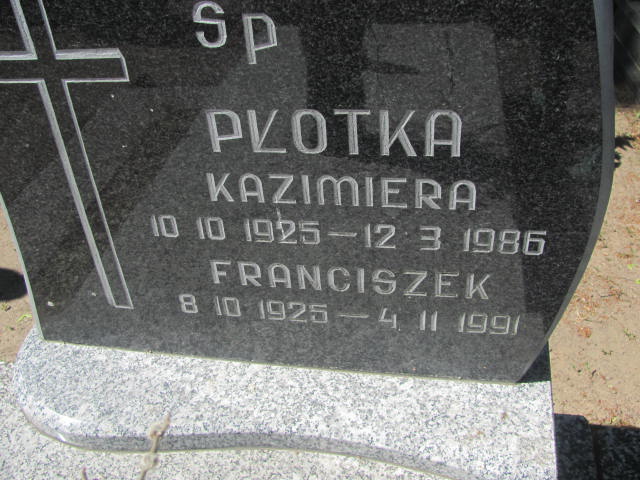 SP
PŁOTKA
KAZIMIERA
10 10 1925 – 12 3 1986
FRANCISZEK
8 10 1925 – 4 11 1991